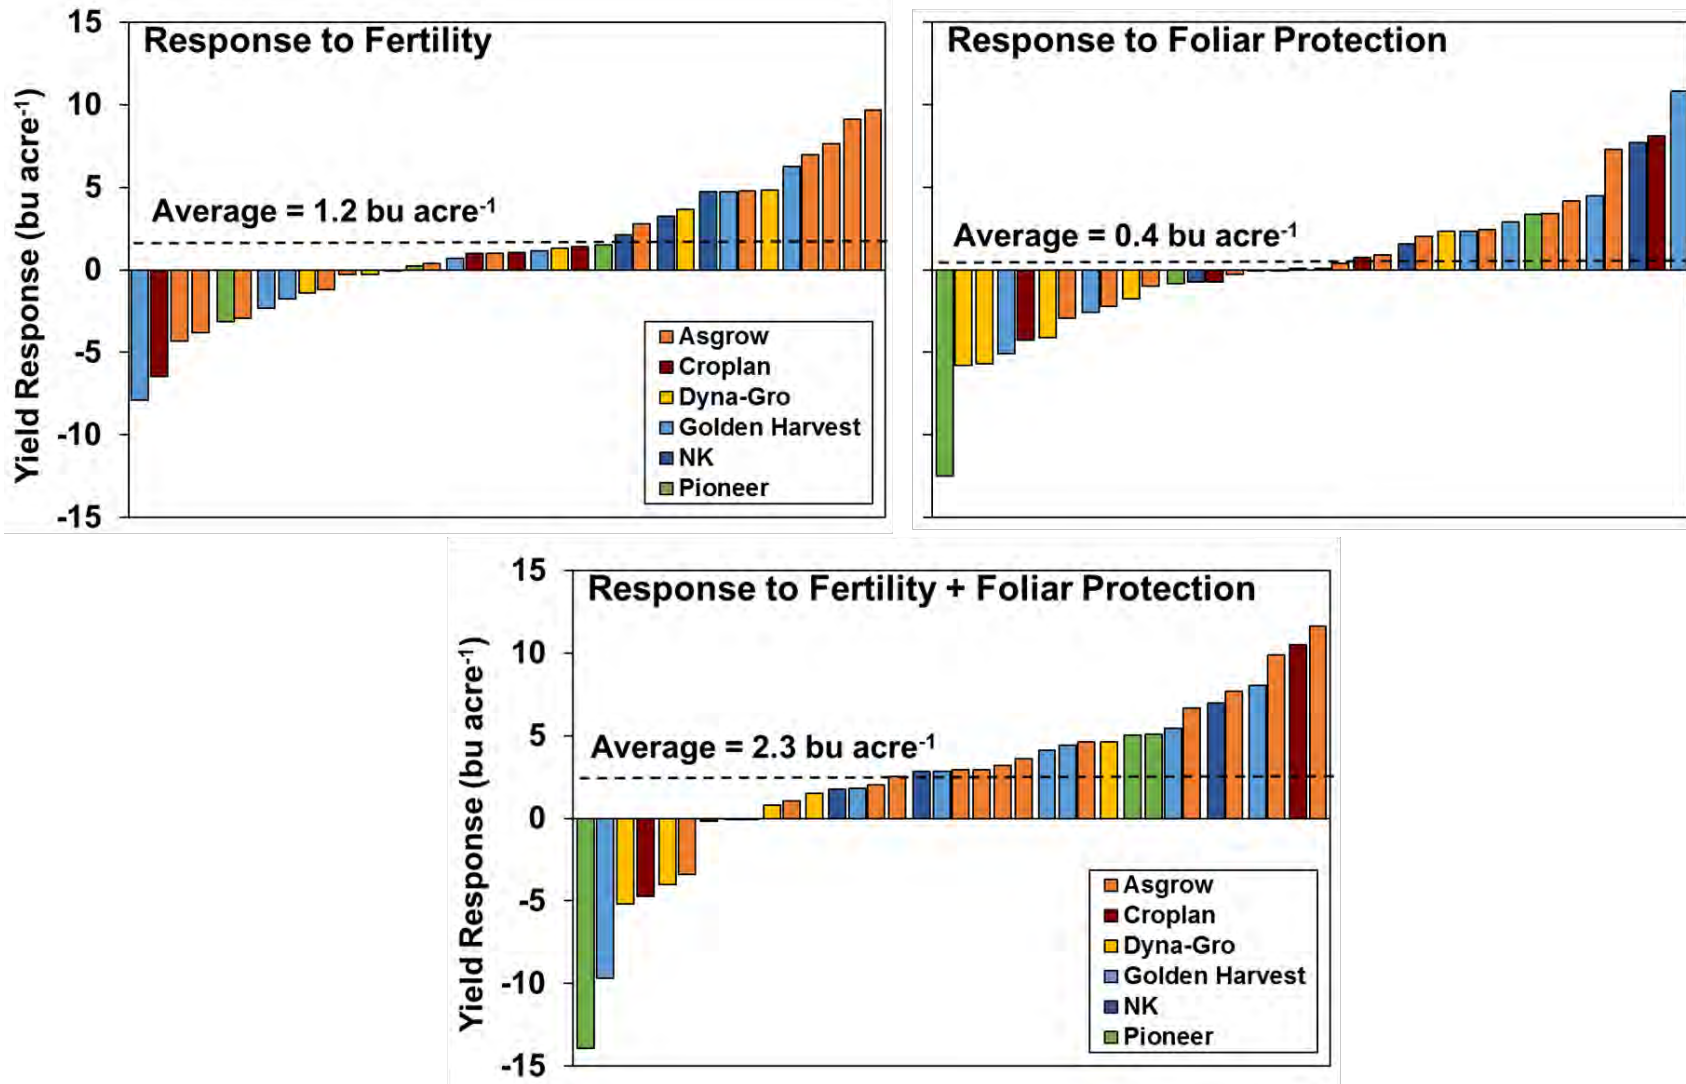 Response to Fertility
Yield Response (bu acre-1)
15
10
5
0
-5
-10
-15
Average = 1.2 bu acre-1
Asgrow
Croplan
Dyna-Gro
Golden Harvest
NK
Pioneer
Response to Foliar Protection
Average = 0.4 bu acre-1
Response to Fertility + Foliar Protection
Yield Response (bu acre-1)
15
10
5
0
-5
-10
-15
Average = 2.3 bu acre-1
Asgrow
Croplan
Dyna-Gro
Golden Harvest
NK
Pioneer